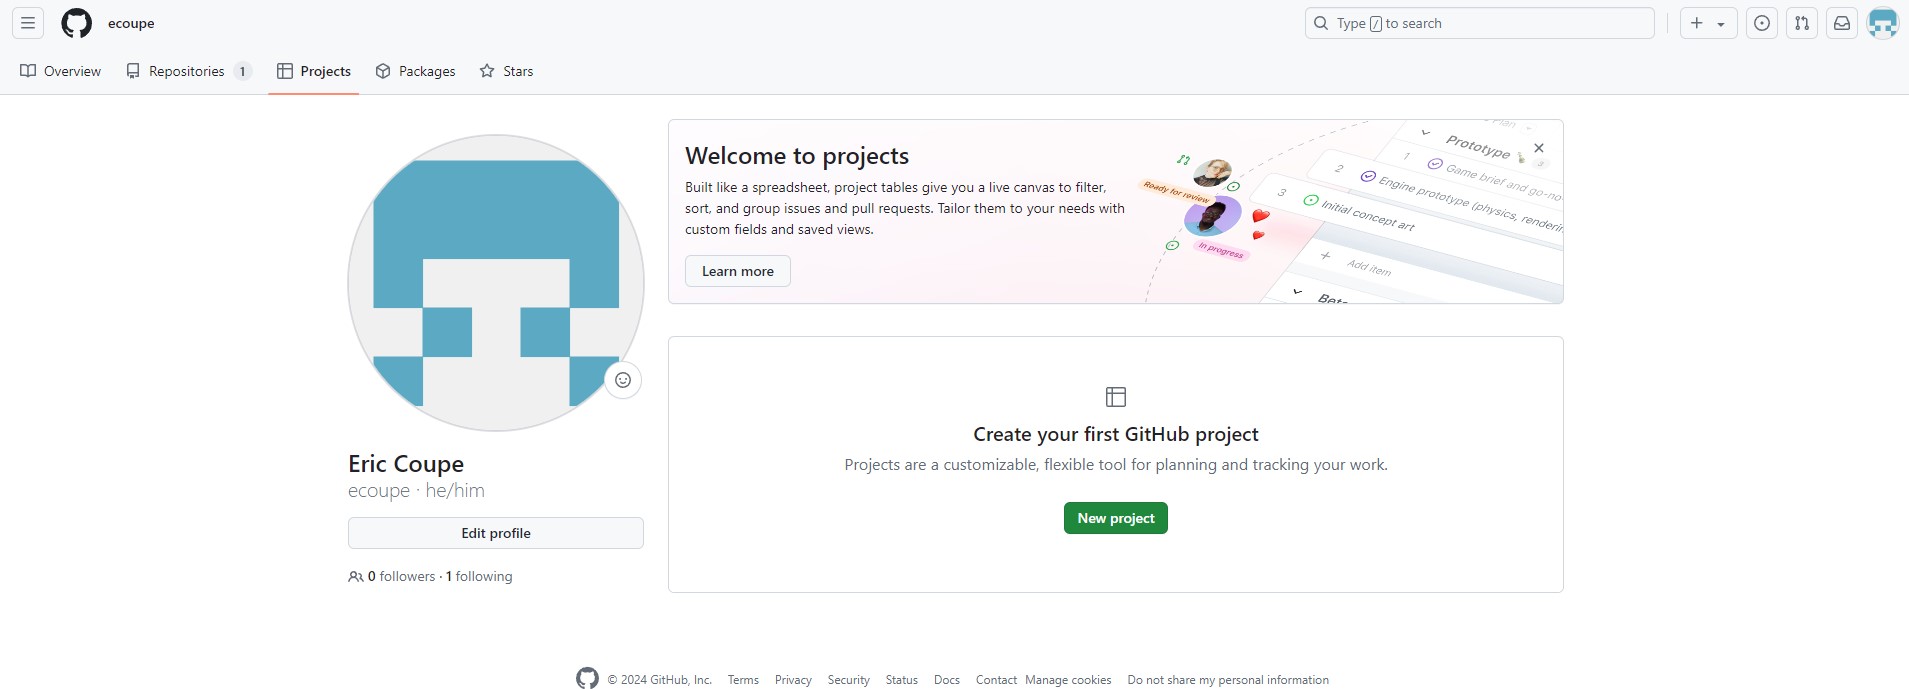 ecoupe
Type / to search
Overview
Repositories 1
Projects
Packages
Stars
Welcome to projects
Built like a spreadsheet, project tables give you a live canvas to filter,
sort, and group issues and pull requests. Tailor them to your needs with
custom fields and saved views.
Learn more
Ready for review
In progress
Plan
Prototype
3
1 Game brief and go-no
2 Engine prototype (physics, renderin
3 Initial concept art
+ Add item
Beta
Create your first GitHub project
Projects are a customizable, flexible tool for planning and tracking your work.
New project
Eric Coupe
ecoupe · he/him
Edit profile
0 followers · 1 following
© 2024 GitHub, Inc.
Terms
Privacy
Security
Status
Docs
Contact
Manage cookies
Do not share my personal information